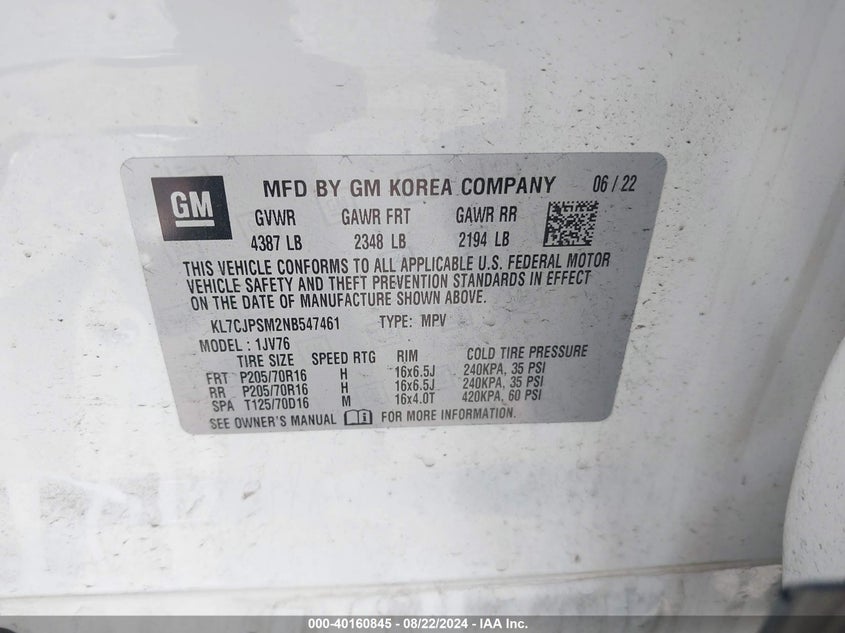 GM
MFD BY GM KOREA COMPANY 06 / 22
GVWR GAWR FRT GAWR RR
4387 LB 2348 LB 2194 LB
THIS VEHICLE CONFORMS TO ALL APPLICABLE U.S. FEDERAL MOTOR
VEHICLE SAFETY AND THEFT PREVENTION STANDARDS IN EFFECT
ON THE DATE OF MANUFACTURE SHOWN ABOVE.
KL7CJPSM2NB547461 TYPE: MPV
MODEL : 1JV76
TIRE SIZE SPEED RTG RIM COLD TIRE PRESSURE
FRT P205/70R16 H 16x6.5J 240KPA, 35 PSI
RR P205/70R16 H 16x6.5J 240KPA, 35 PSI
SPA T125/70D16 M 16x4.0T 420KPA, 60 PSI
SEE OWNER'S MANUAL FOR MORE INFORMATION.
000-40160845 - 08/22/2024 - IAA Inc.